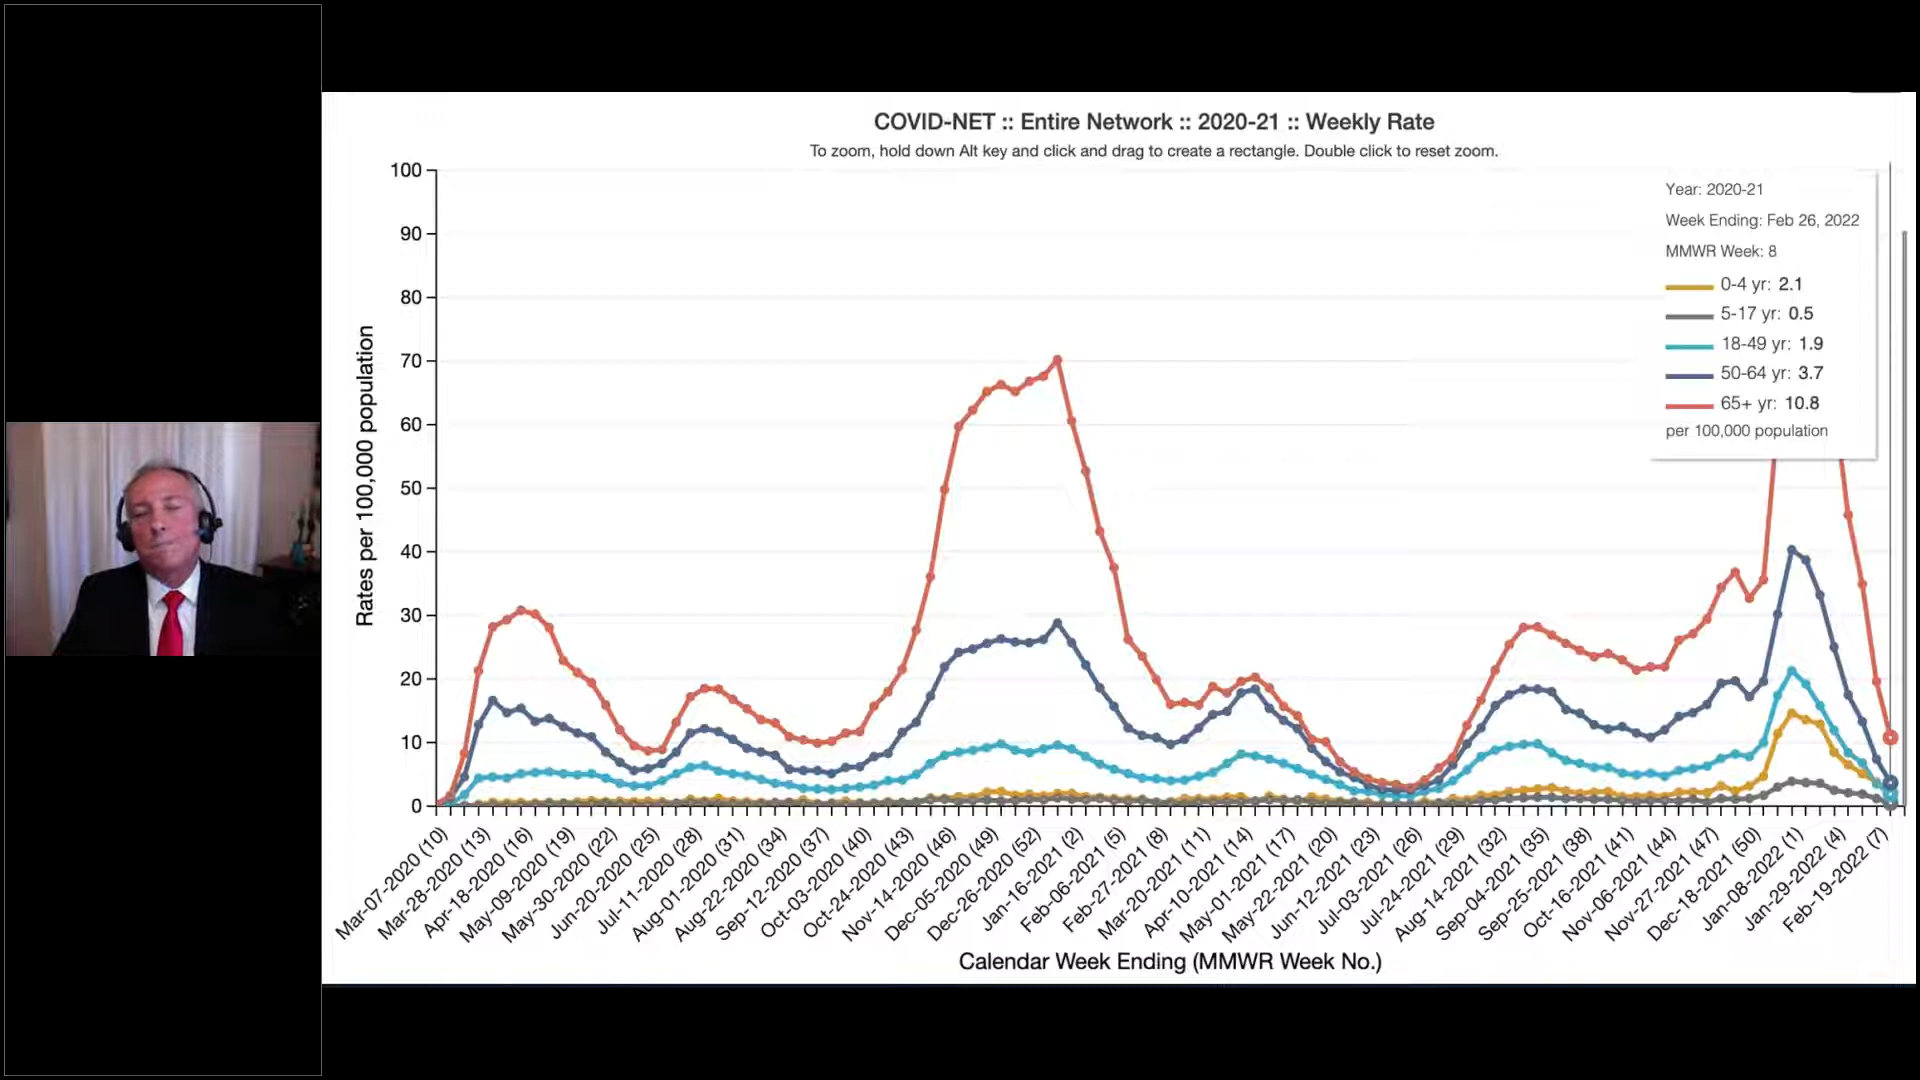 COVID-NET :: Entire Network :: 2020-21 :: Weekly Rate
To zoom, hold down Alt key and click and drag to create a rectangle. Double click to reset zoom.
Year: 2020-21
Week Ending: Feb 26, 2022
MMWR Week: 8
0-4 yr: 2.1
5-17 yr: 0.5
18-49 yr: 1.9
50-64 yr: 3.7
65+ yr: 10.8
per 100,000 population
Rates per 100,000 population
100
90
80
70
60
50
40
30
20
10
0
Mar-07-2020 (10)
Mar-28-2020 (13)
Apr-18-2020 (16)
May-09-2020 (19)
May-30-2020 (22)
Jun-20-2020 (25)
Jul-11-2020 (28)
Aug-01-2020 (31)
Aug-22-2020 (34)
Sep-12-2020 (37)
Oct-03-2020 (40)
Oct-24-2020 (43)
Nov-14-2020 (46)
Dec-05-2020 (49)
Dec-26-2020 (52)
Jan-16-2021 (2)
Feb-06-2021 (5)
Feb-27-2021 (8)
Mar-20-2021 (11)
Apr-10-2021 (14)
May-01-2021 (17)
May-22-2021 (20)
Jun-12-2021 (23)
Jul-03-2021 (26)
Jul-24-2021 (29)
Aug-14-2021 (32)
Sep-04-2021 (35)
Sep-25-2021 (38)
Oct-16-2021 (41)
Nov-06-2021 (44)
Nov-27-2021 (47)
Dec-18-2021 (50)
Jan-08-2022 (1)
Jan-29-2022 (4)
Feb-19-2022 (7)
Calendar Week Ending (MMWR Week No.)